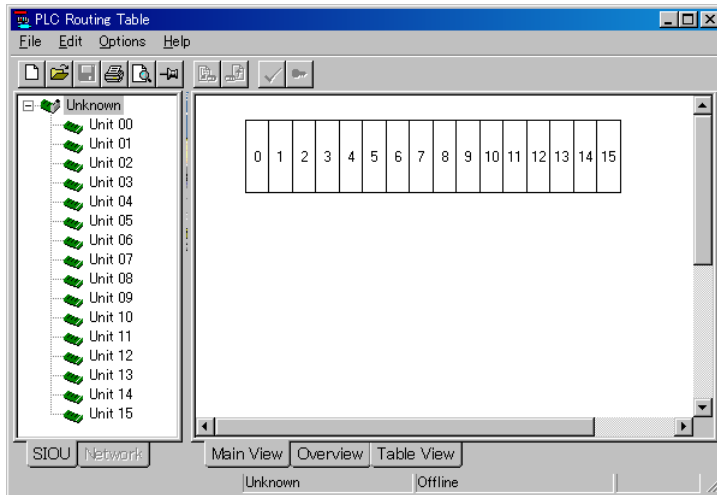 PLC Routing Table
File Edit Options Help
Unknown
Unit 00
Unit 01
Unit 02
Unit 03
Unit 04
Unit 05
Unit 06
Unit 07
Unit 08
Unit 09
Unit 10
Unit 11
Unit 12
Unit 13
Unit 14
Unit 15
0 1 2 3 4 5 6 7 8 9 10 11 12 13 14 15
SIOU Network
Main View Overview Table View
Unknown Offline